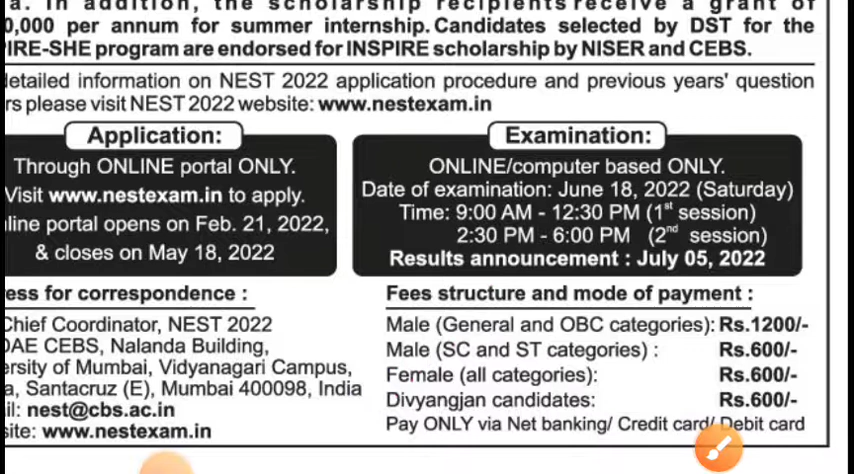 a. In addition, the scholarship recipients receive a grant of
0,000 per annum for summer internship. Candidates selected by DST for the
IRE-SHE program are endorsed for INSPIRE scholarship by NISER and CEBS.
detailed information on NEST 2022 application procedure and previous years' question
rs please visit NEST 2022 website: www.nestexam.in
Application:
Through ONLINE portal ONLY.
Visit www.nestexam.in to apply.
line portal opens on Feb. 21, 2022,
& closes on May 18, 2022
Examination:
ONLINE/computer based ONLY.
Date of examination: June 18, 2022 (Saturday)
Time: 9:00 AM - 12:30 PM (1st session)
2:30 PM - 6:00 PM (2nd session)
Results announcement : July 05, 2022
ess for correspondence :
Chief Coordinator, NEST 2022
DAE CEBS, Nalanda Building,
ersity of Mumbai, Vidyanagari Campus,
a, Santacruz (E), Mumbai 400098, India
il: nest@cbs.ac.in
site: www.nestexam.in
Fees structure and mode of payment :
Male (General and OBC categories): Rs.1200/-
Male (SC and ST categories) : Rs.600/-
Female (all categories): Rs.600/-
Divyangjan candidates: Rs.600/-
Pay ONLY via Net banking/ Credit card/ Debit card